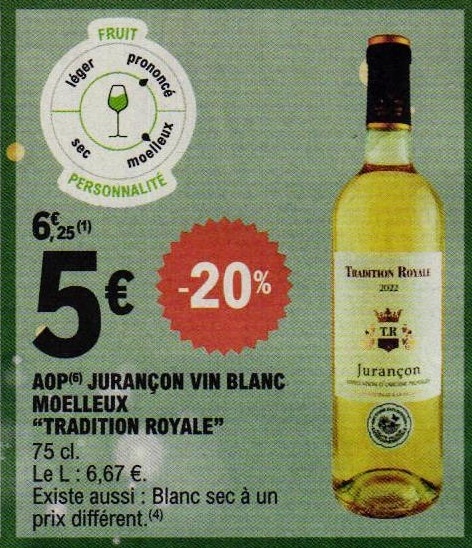 FRUIT
léger
prononcé
sec
moelleux
PERSONNALITÉ
6,25€ (1)
5€
-20%
AOP(6) JURANÇON VIN BLANC
MOELLEUX
“TRADITION ROYALE”
75 cl.
Le L : 6,67 €.
Existe aussi : Blanc sec à un
prix différent.(4)
TRADITION ROYALE
2022
T.R
Jurançon